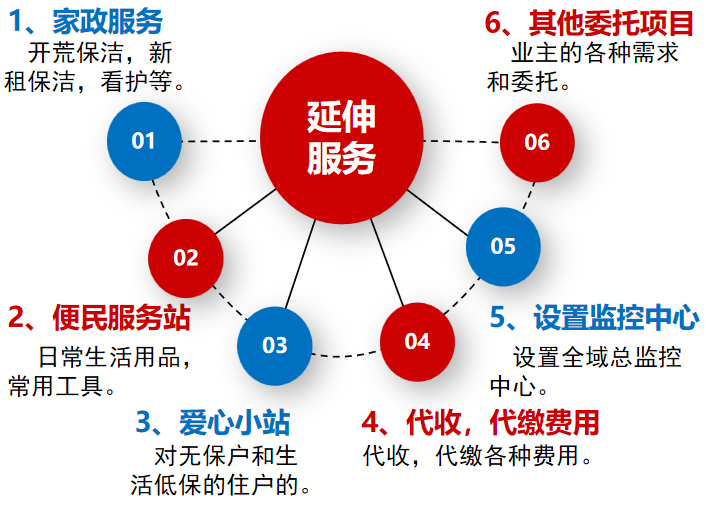 1、家政服务
开荒保洁，新
租保洁，看护等。
6、其他委托项目
业主的各种需求
和委托。
延伸
服务
01
06
02
05
03
04
2、便民服务站
日常生活用品，
常用工具。
5、设置监控中心
设置全域总监控
中心。
3、爱心小站
对无保户和生
活低保的住户的。
4、代收，代缴费用
代收，代缴各种费用。